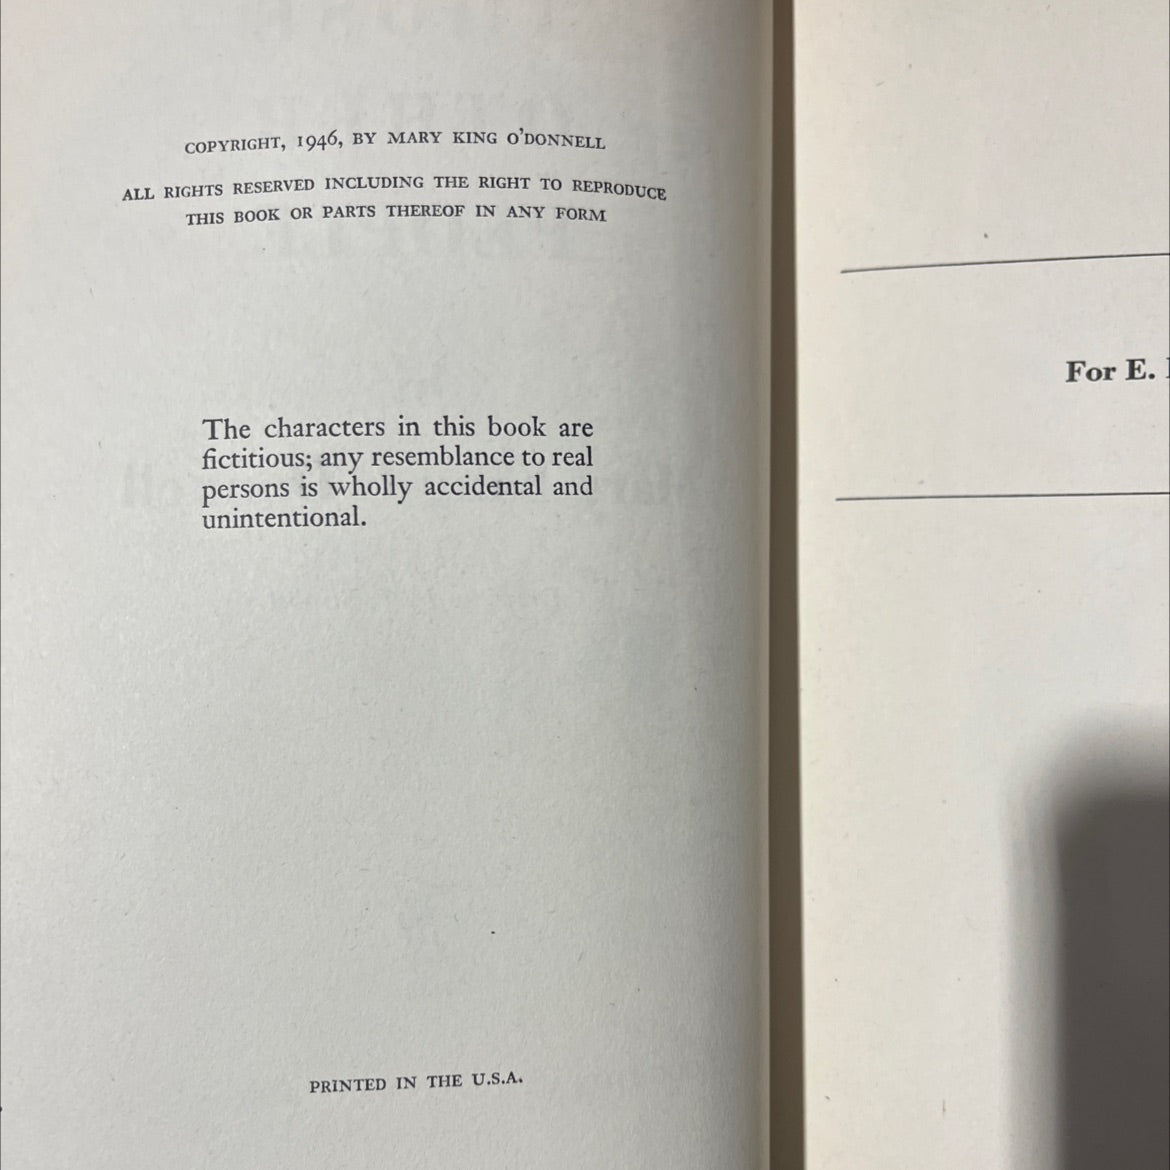 COPYRIGHT, 1946, BY MARY KING O'DONNELL
ALL RIGHTS RESERVED INCLUDING THE RIGHT TO REPRODUCE
THIS BOOK OR PARTS THEREOF IN ANY FORM
The characters in this book are
fictitious; any resemblance to real
persons is wholly accidental and
unintentional.
PRINTED IN THE U.S.A.
For E.